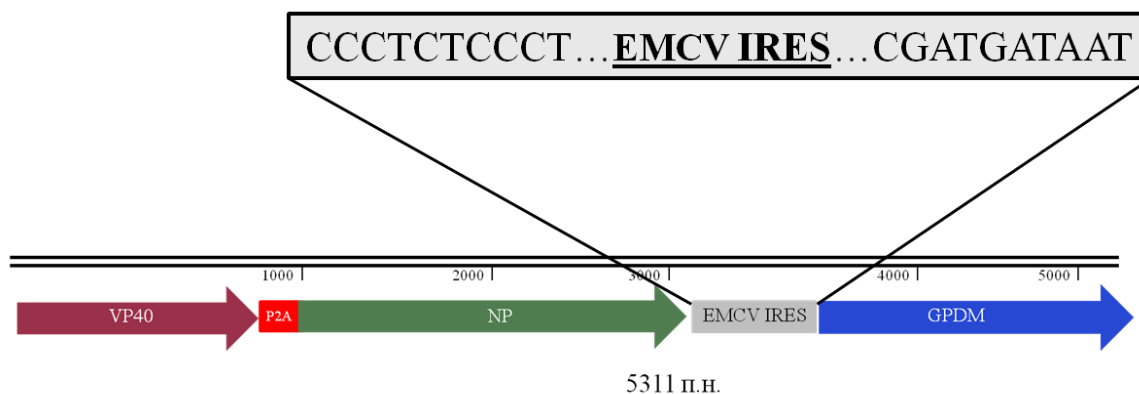 CCCTCTCCCT...EMCV IRES...CGATGATAAT
1000 2000 3000 4000 5000
VP40 P2A NP EMCV IRES GPDM
5311 п.н.